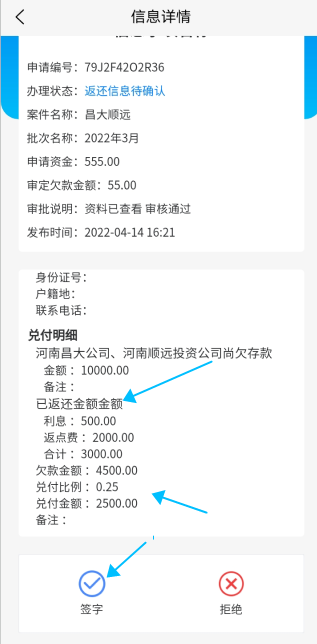 信息详情
申请编号：79J2F42O2R36
办理状态：返还信息待确认
案件名称：昌大顺远
批次名称：2022年3月
申请资金：555.00
审定欠款金额：55.00
审批说明：资料已查看 审核通过
发布时间：2022-04-14 16:21
身份证号：
户籍地：
联系电话：
兑付明细
河南昌大公司、河南顺远投资公司尚欠存款
金额 ：10000.00
备注 ：
已返还金额金额
利息 ：500.00
返点费 ：2000.00
合计 ：3000.00
欠款金额 ：4500.00
兑付比例 ：0.25
兑付金额 ：2500.00
备注 ：
签字
拒绝